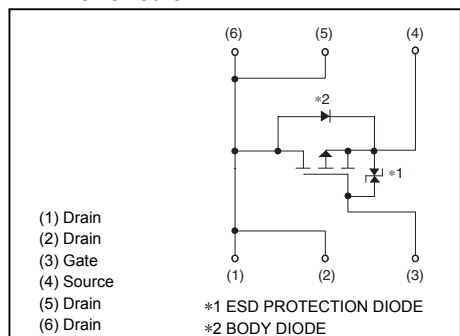 (6) (5) (4)
*2
*1
(1) Drain
(2) Drain
(3) Gate
(4) Source
(5) Drain
(6) Drain
(1) (2) (3)
*1 ESD PROTECTION DIODE
*2 BODY DIODE